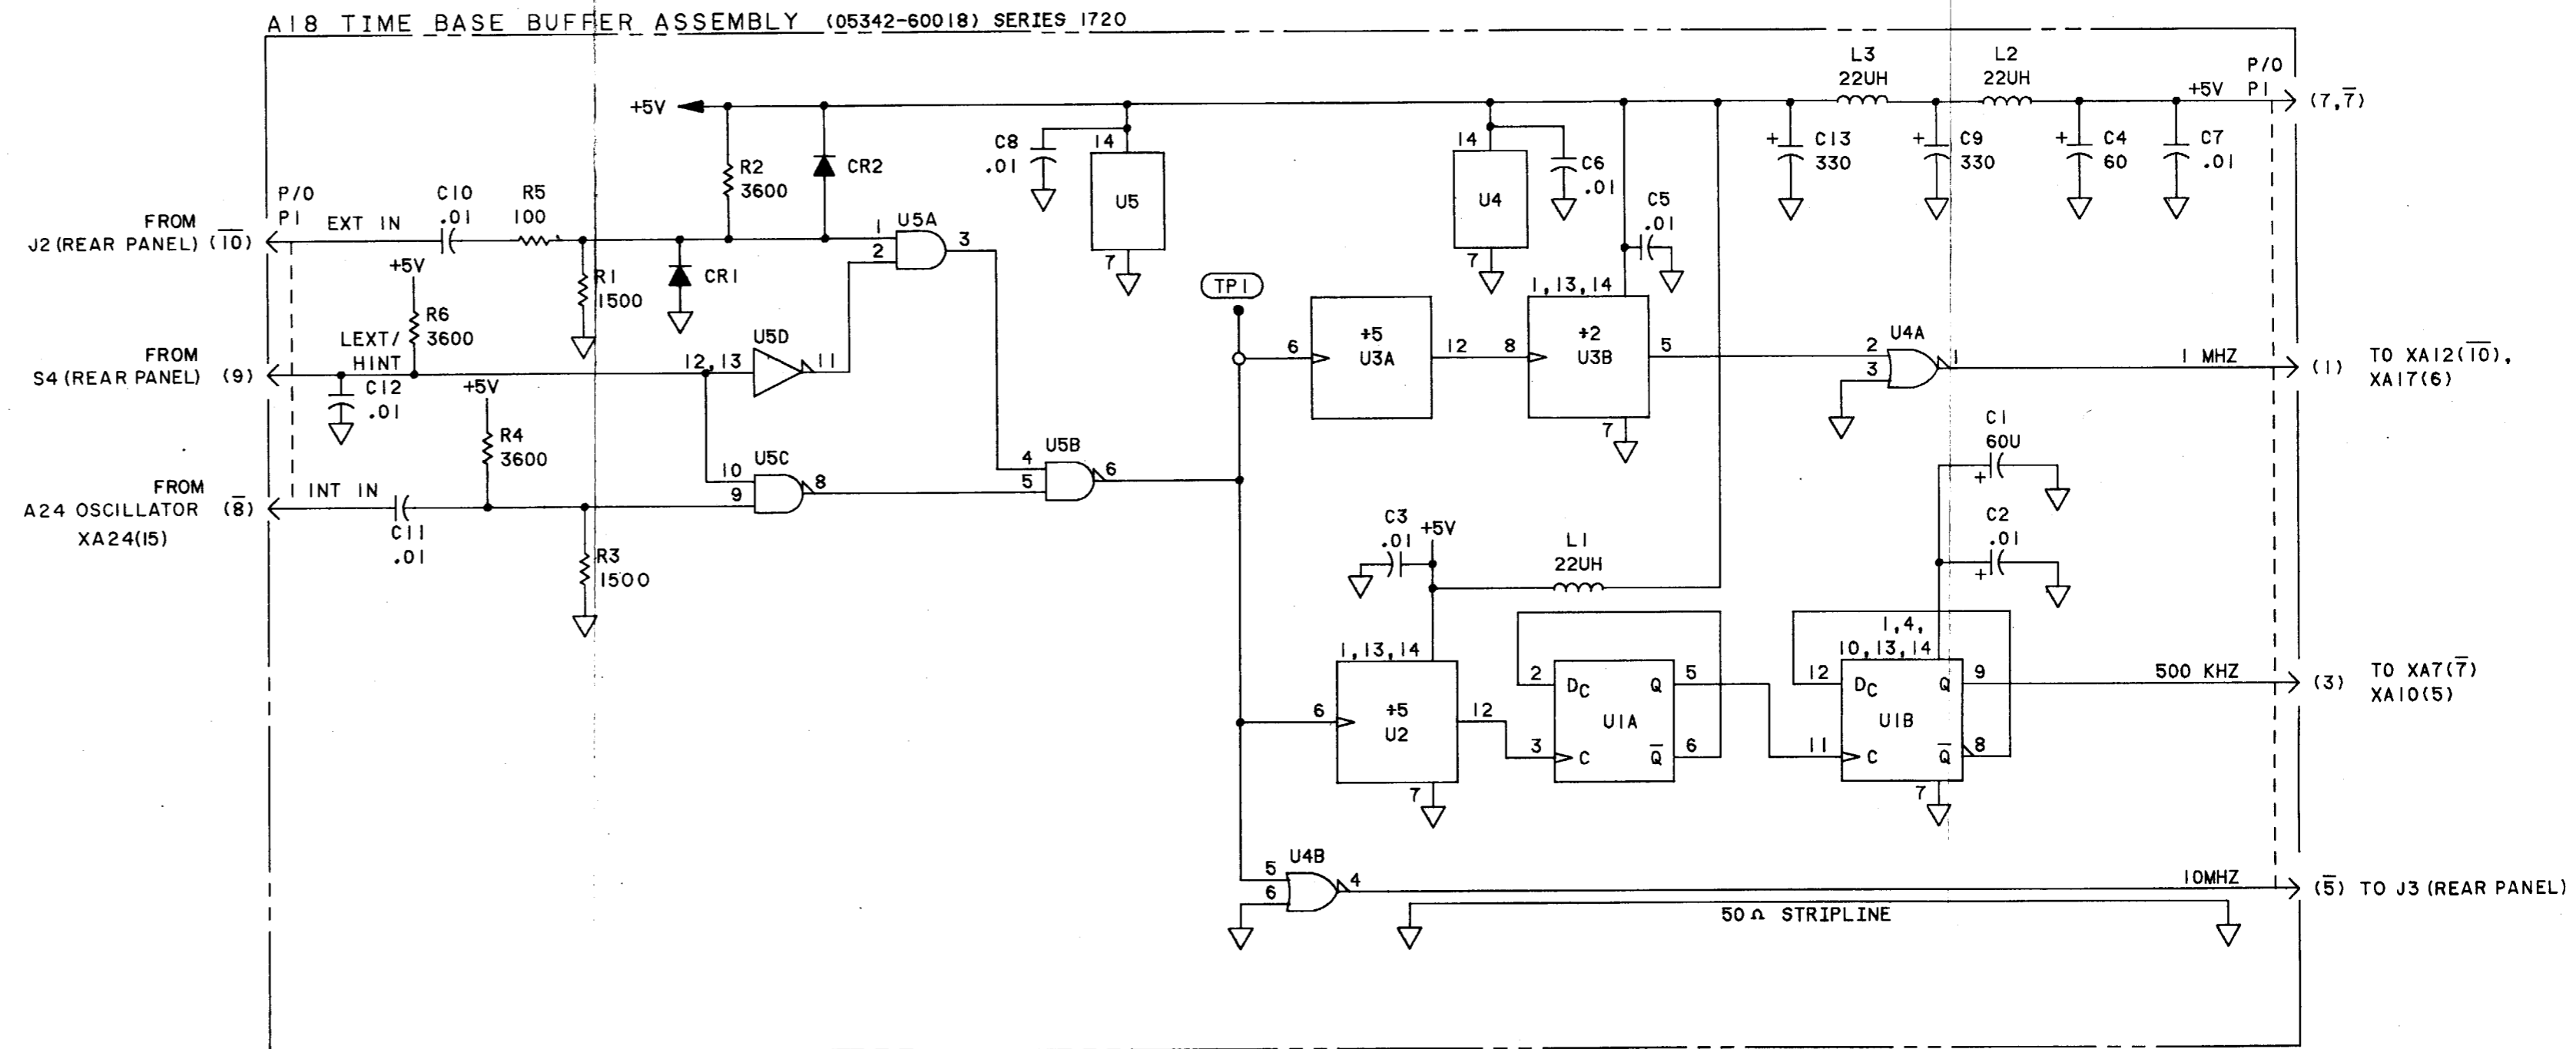 A18 TIME BASE BUFFER ASSEMBLY (05342-60018) SERIES 1720
L3
22UH
L2
22UH
P/O
P1
+5V
(7,7̅)
+5V
R2
3600
CR2
C8
.01
14
U5
7
14
U4
7
C6
.01
C5
.01
+
C13
330
+
C9
330
+
C4
60
C7
.01
FROM
J2 (REAR PANEL) (1̅0̅)
P/O
P1
EXT IN
C10
.01
R5
100
1
2
U5A
3
R1
1500
CR1
+5V
R6
3600
LEXT/
HINT
FROM
S4 (REAR PANEL) (9)
C12
.01
12,13
U5D
11
TP1
6
÷5
U3A
12
8
1,13,14
÷2
U3B
5
7
2
3
U4A
1
1 MHZ
(1)
TO XA12(1̅0̅),
XA17(6)
+5V
R4
3600
FROM
A24 OSCILLATOR (8̅)
XA24(15)
INT IN
C11
.01
R3
1500
10
9
U5C
8
4
5
U5B
6
C1
60U
+
C2
.01
+
C3
.01
+5V
L1
22UH
1,13,14
6
÷5
U2
12
7
2
3
DC
C
Q
Q̅
U1A
5
6
1,4,
10,13,14
12
11
DC
C
Q
Q̅
U1B
9
8
7
500 KHZ
(3)
TO XA7(7̅)
XA10(5)
5
6
U4B
4
10MHZ
(5̅) TO J3 (REAR PANEL)
50Ω STRIPLINE